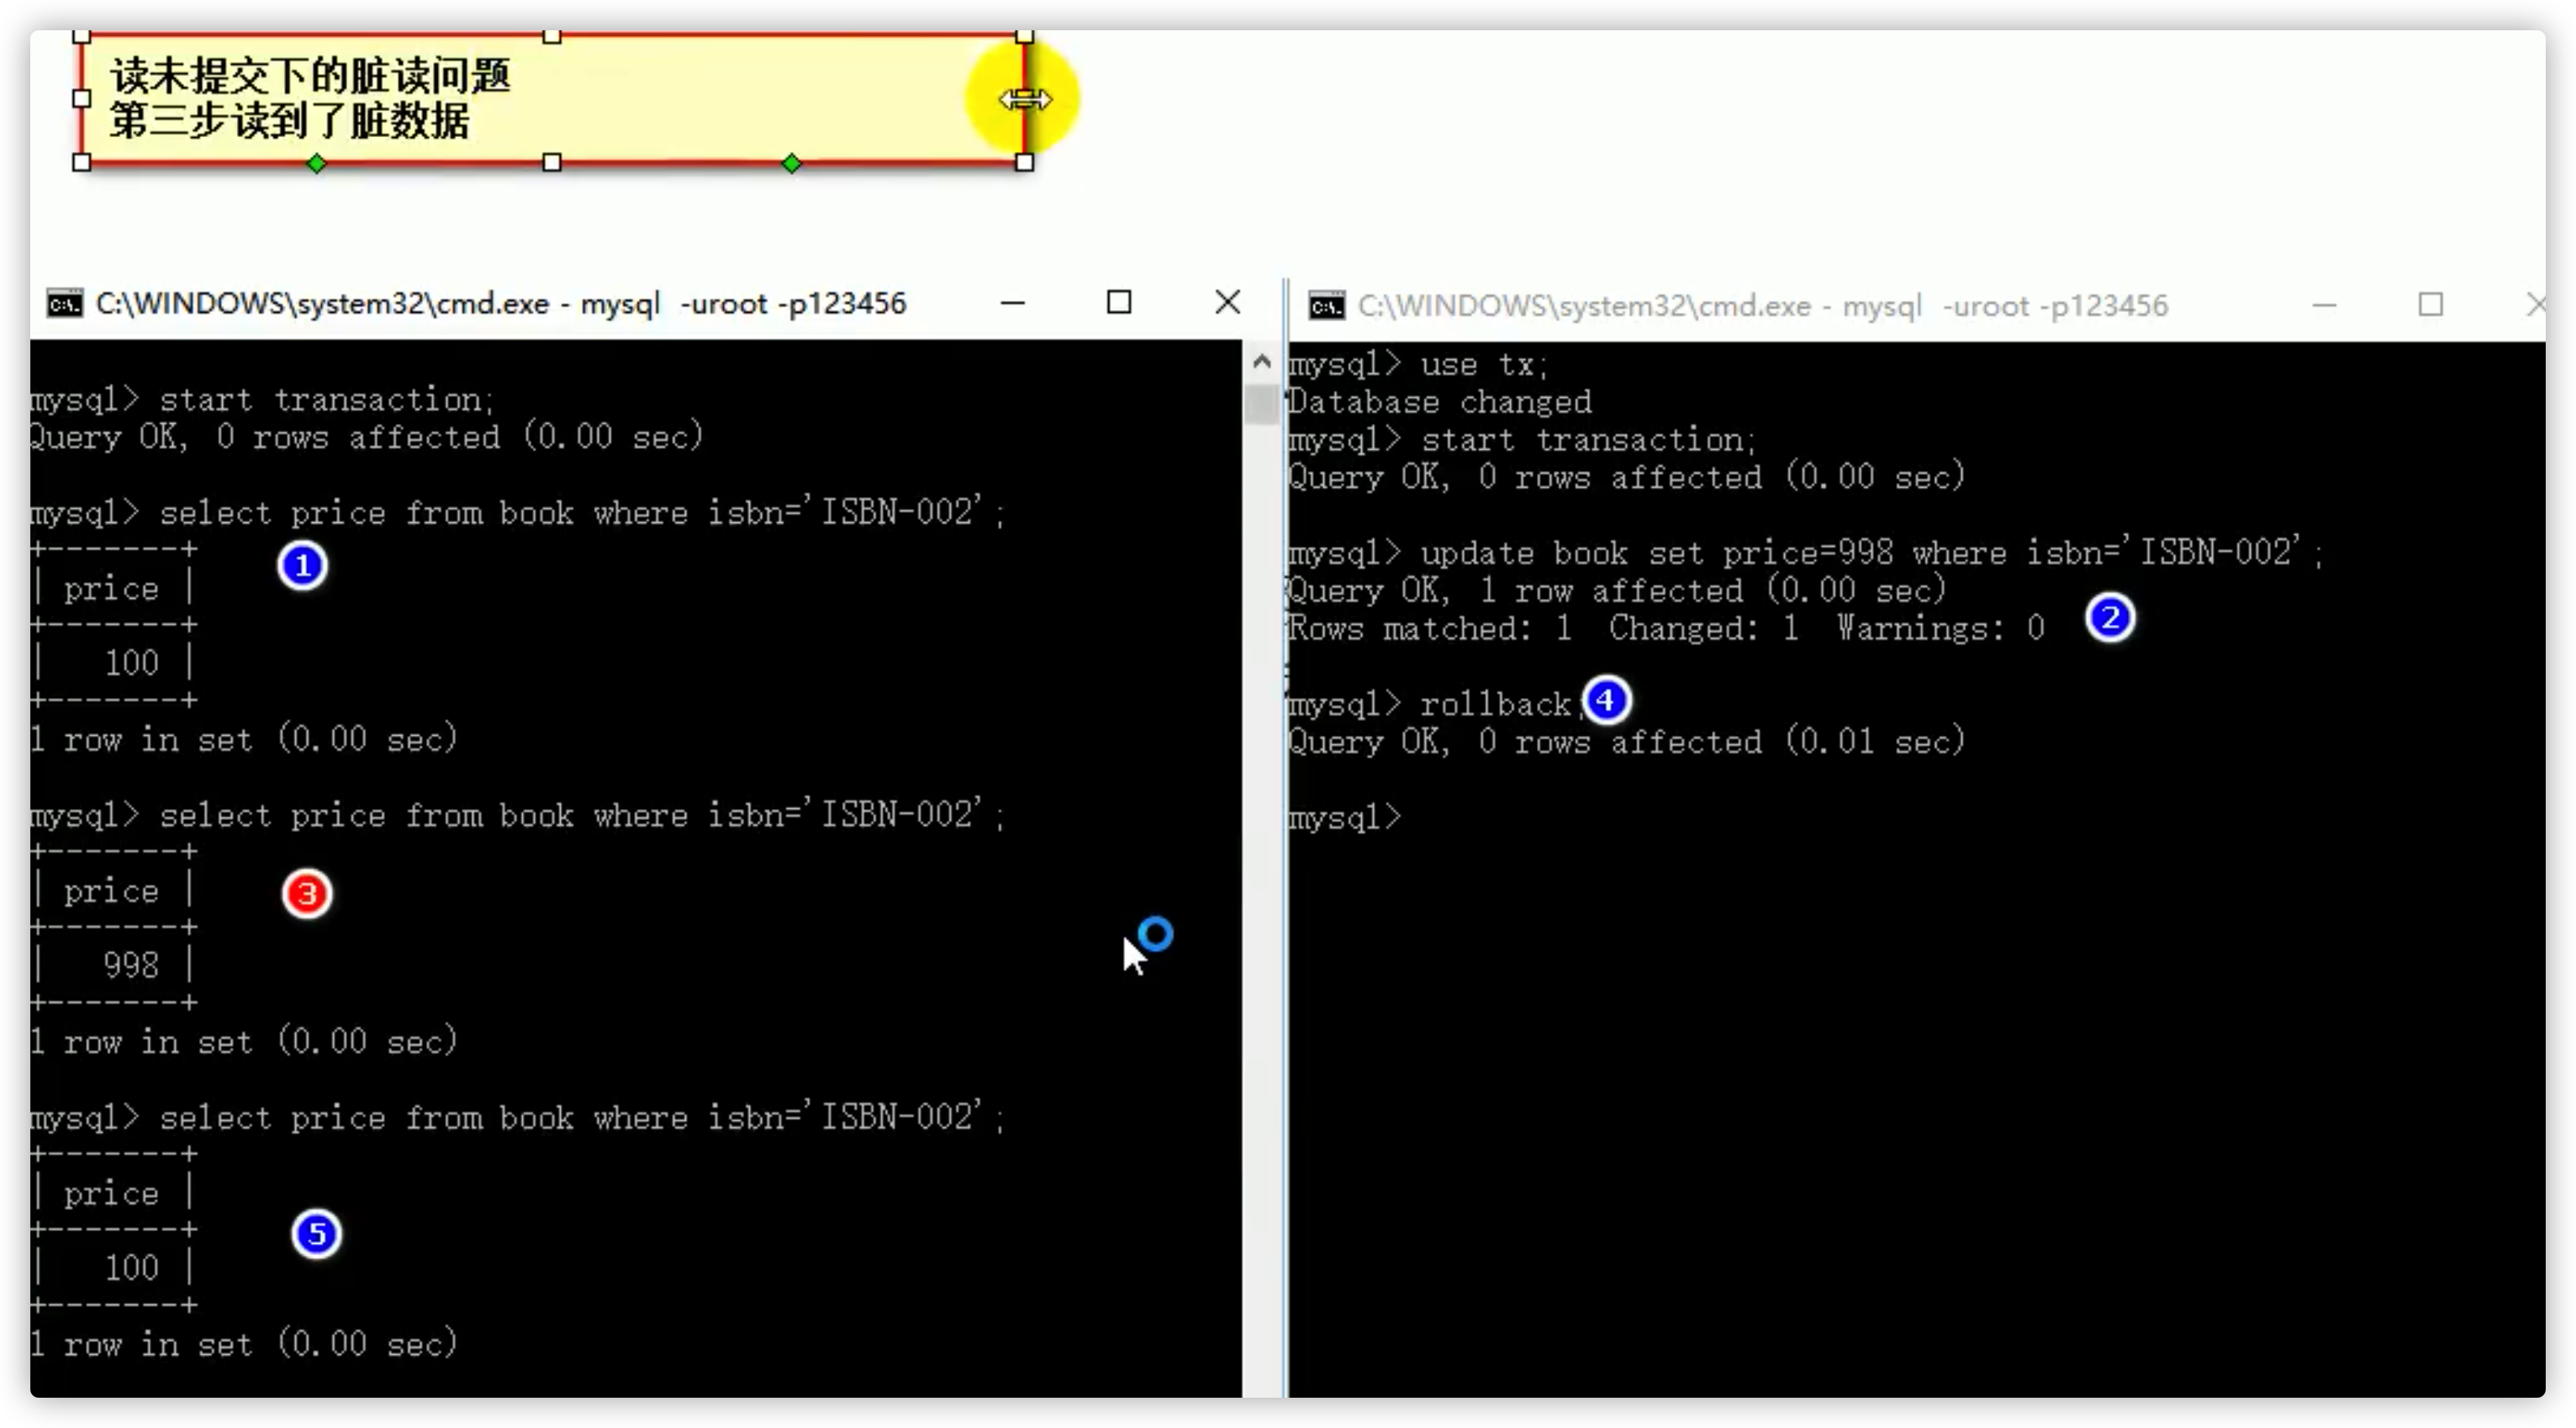 读未提交下的脏读问题
第三步读到了脏数据
C:\WINDOWS\system32\cmd.exe - mysql  -uroot -p123456
mysql> start transaction;
Query OK, 0 rows affected (0.00 sec)
mysql> select price from book where isbn='ISBN-002';
+-------+
1
| price |
+-------+
|   100 |
+-------+
1 row in set (0.00 sec)
mysql> select price from book where isbn='ISBN-002';
+-------+
| price |
3
+-------+
|   998 |
+-------+
1 row in set (0.00 sec)
mysql> select price from book where isbn='ISBN-002';
+-------+
| price |
+-------+
5
|   100 |
+-------+
1 row in set (0.00 sec)
C:\WINDOWS\system32\cmd.exe - mysql  -uroot -p123456
mysql> use tx;
Database changed
mysql> start transaction;
Query OK, 0 rows affected (0.00 sec)
mysql> update book set price=998 where isbn='ISBN-002';
Query OK, 1 row affected (0.00 sec)
Rows matched: 1  Changed: 1  Warnings: 0
2
mysql> rollback;
4
Query OK, 0 rows affected (0.01 sec)
mysql>